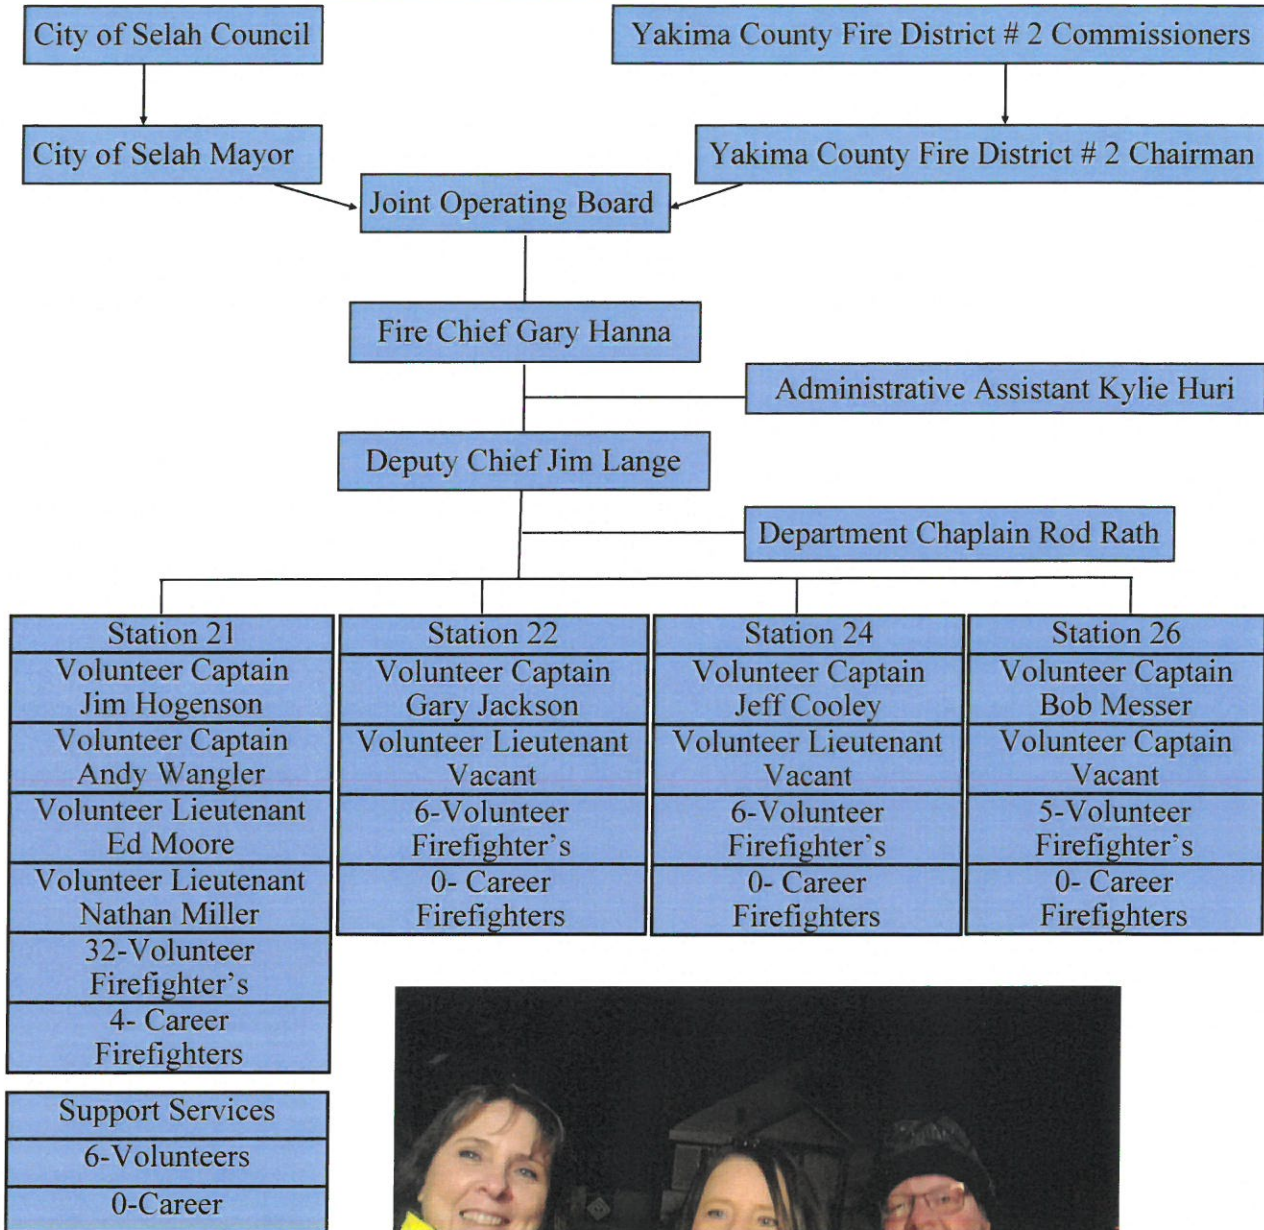 City of Selah Council
Yakima County Fire District # 2 Commissioners
City of Selah Mayor
Yakima County Fire District # 2 Chairman
Joint Operating Board
Fire Chief Gary Hanna
Administrative Assistant Kylie Huri
Deputy Chief Jim Lange
Department Chaplain Rod Rath
Station 21
Volunteer Captain
Jim Hogenson
Volunteer Captain
Andy Wangler
Volunteer Lieutenant
Ed Moore
Volunteer Lieutenant
Nathan Miller
32-Volunteer
Firefighter’s
4- Career
Firefighters
Station 22
Volunteer Captain
Gary Jackson
Volunteer Lieutenant
Vacant
6-Volunteer
Firefighter’s
0- Career
Firefighters
Station 24
Volunteer Captain
Jeff Cooley
Volunteer Lieutenant
Vacant
6-Volunteer
Firefighter’s
0- Career
Firefighters
Station 26
Volunteer Captain
Bob Messer
Volunteer Captain
Vacant
5-Volunteer
Firefighter’s
0- Career
Firefighters
Support Services
6-Volunteers
0-Career